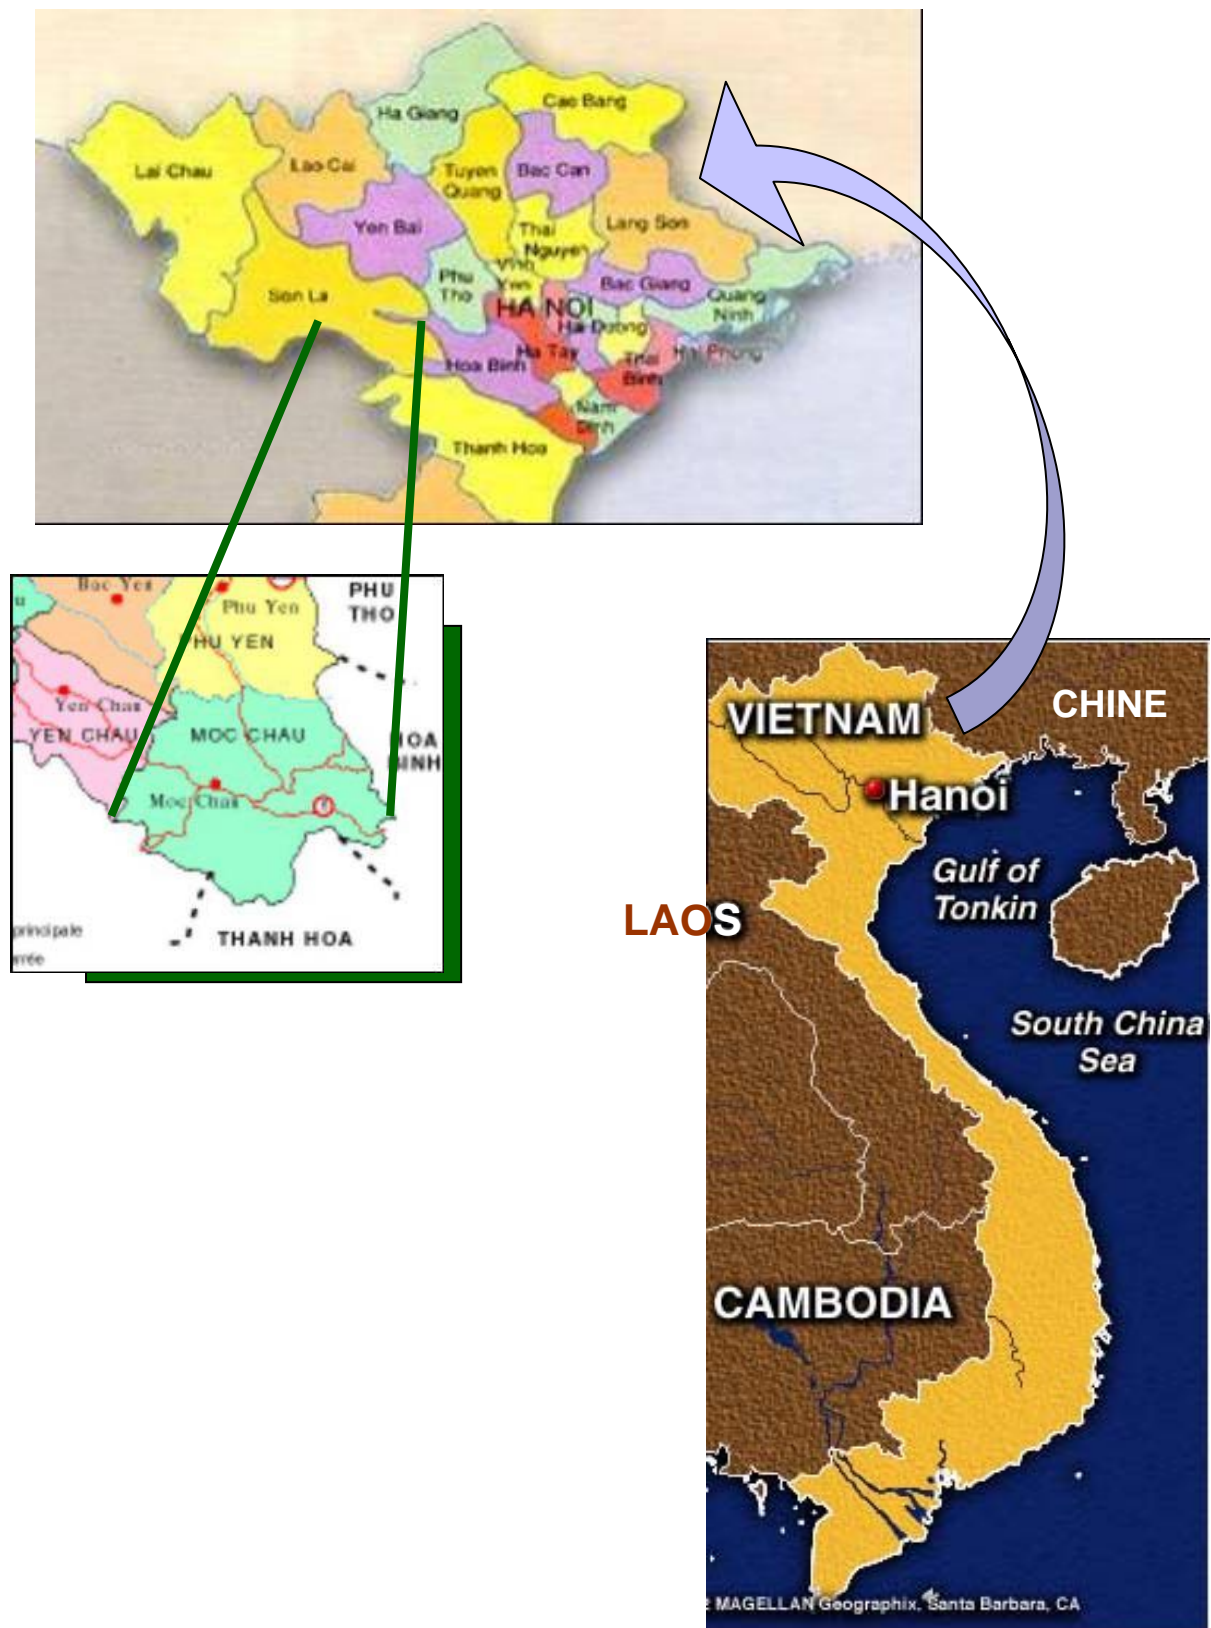 Cao Bang
Ha Giang
Lai Chau
Lao Cai
Tuyen
Quang
Bac Can
Yen Bai
Thai
Nguyen
Lang Son
Vinh
Yen
Phu
Tho
Son La
Bac Giang
Quang
Ninh
HA NOI
Hai Duong
Ha Tay
Hai Phong
Thai
Binh
Hoa Binh
Nam
Dinh
Thanh Hoa
Bac Yen
u
Phu Yen
PHU
THO
PHU YEN
Yen Chau
YEN CHAU
MOC CHAU
HOA
BINH
Moc Chau
principale
THANH HOA
VIETNAM
CHINE
Hanoi
Gulf of
Tonkin
LAOS
South China
Sea
CAMBODIA
MAGELLAN Geographix, Santa Barbara, CA